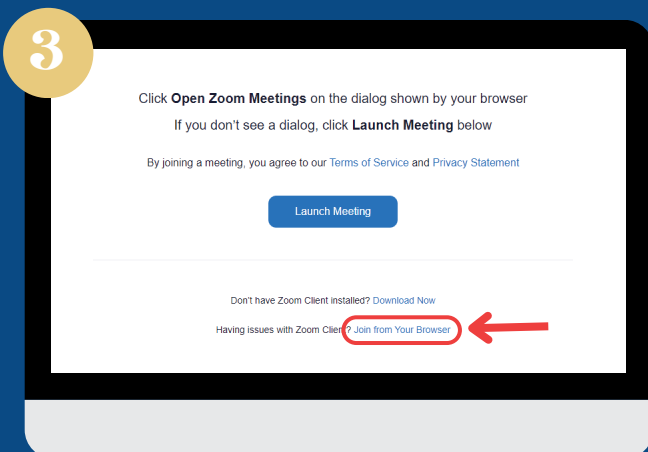 3
Click Open Zoom Meetings on the dialog shown by your browser
If you don't see a dialog, click Launch Meeting below
By joining a meeting, you agree to our Terms of Service and Privacy Statement
Launch Meeting
Don't have Zoom Client installed? Download Now
Having issues with Zoom Client? Join from Your Browser